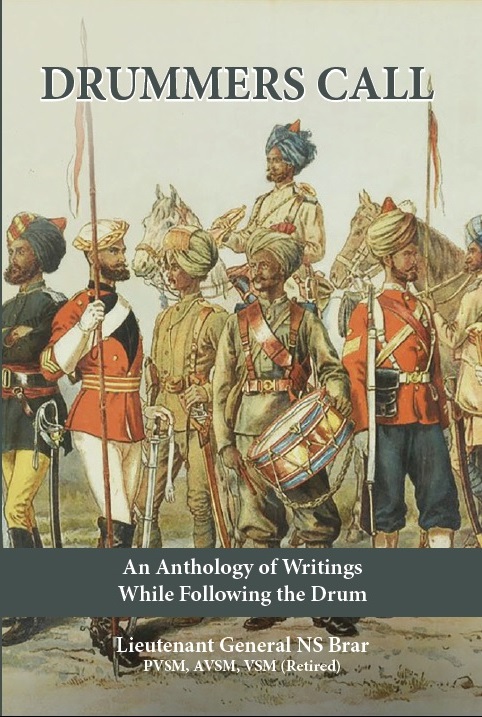 DRUMMERS CALL
An Anthology of Writings
While Following the Drum
Lieutenant General NS Brar
PVSM, AVSM, VSM (Retired)